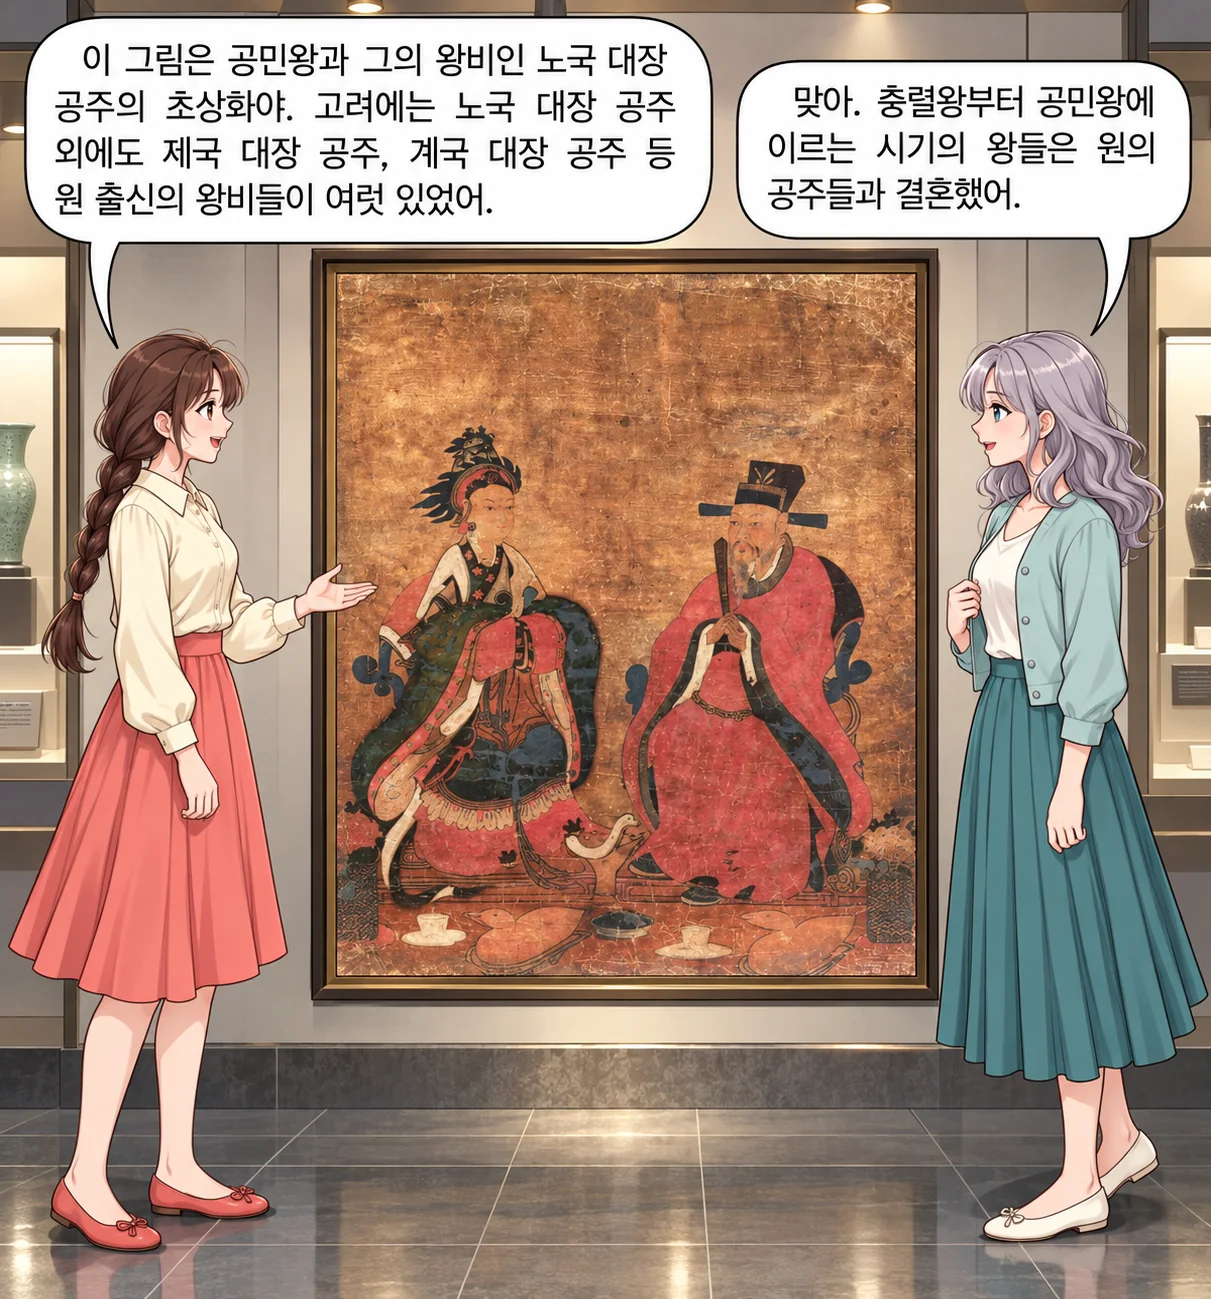 이 그림은 공민왕과 그의 왕비인 노국 대장
공주의 초상화야. 고려에는 노국 대장 공주
외에도 제국 대장 공주, 계국 대장 공주 등
원 출신의 왕비들이 여럿 있었어.
맞아. 충렬왕부터 공민왕에
이르는 시기의 왕들은 원의
공주들과 결혼했어.